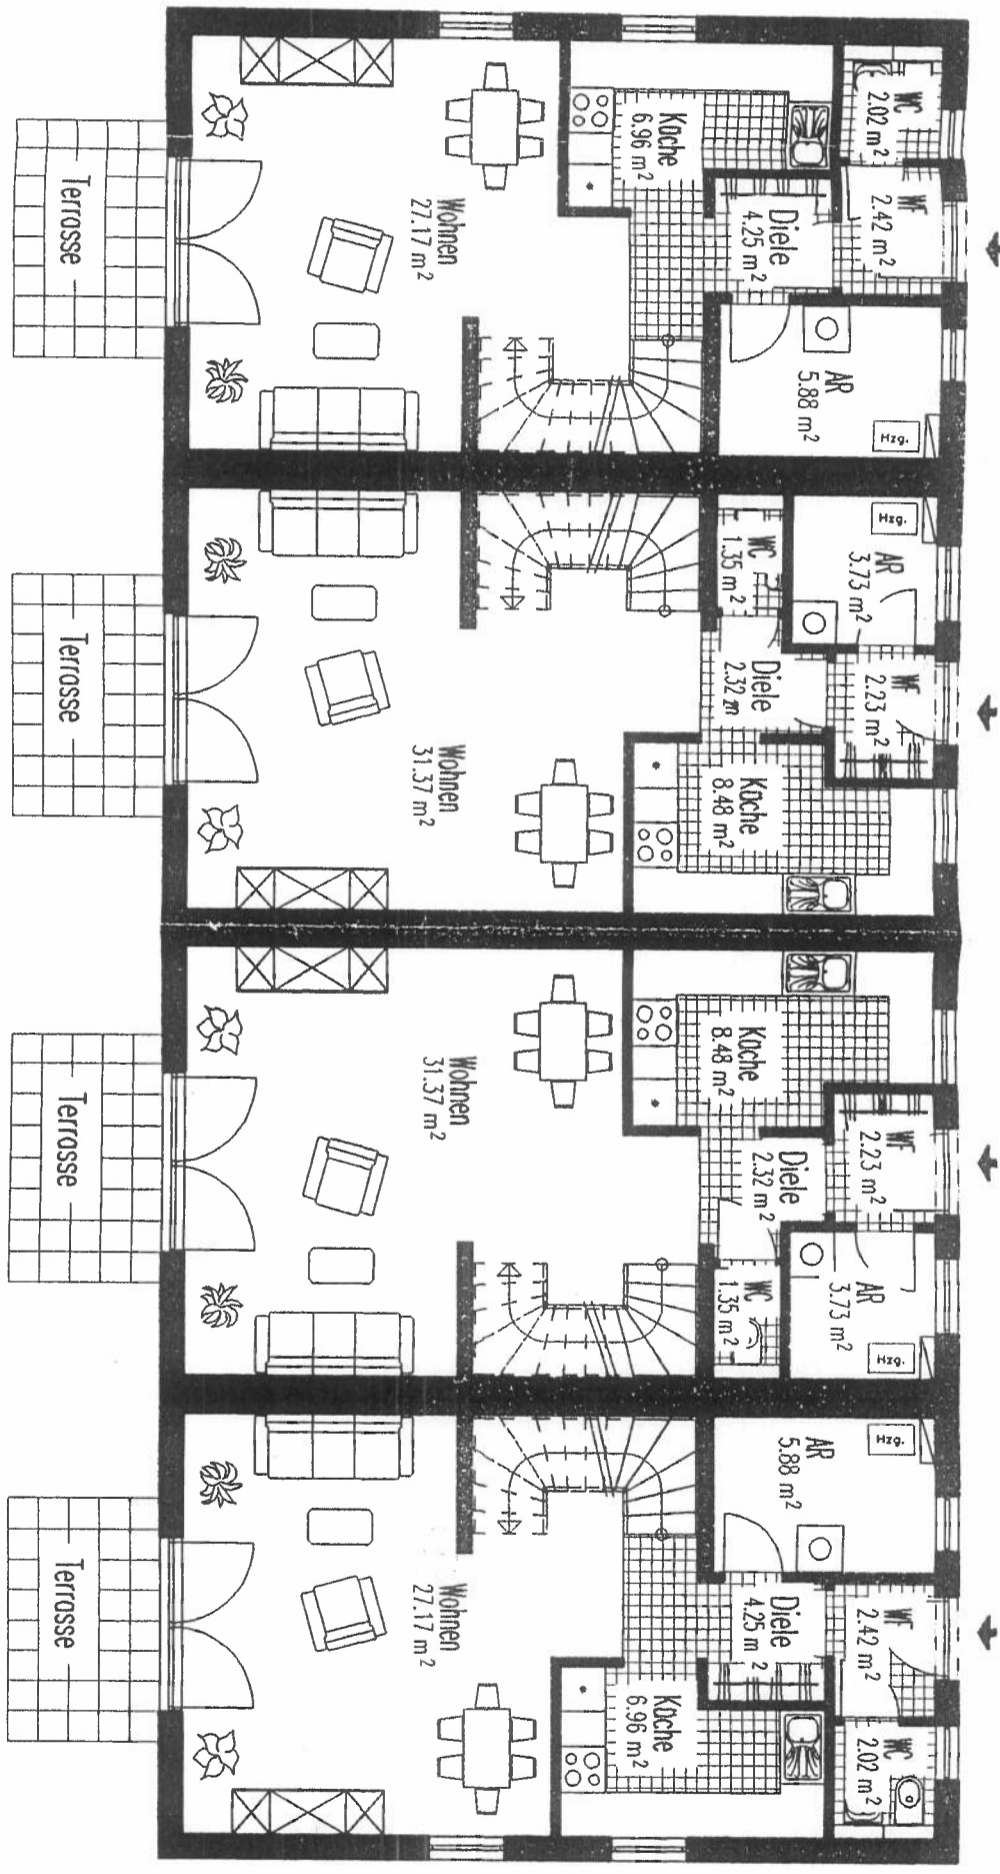 WC
2.02 m²
WF
2.42 m²
Küche
6.96 m²
Diele
4.25 m²
Wohnen
27.17 m²
AR
5.88 m²
Hzg.
Terrasse
Hzg.
AR
3.73 m²
WC
1.35 m²
Diele
2.32 m
WF
2.23 m²
Küche
8.48 m²
Wohnen
31.37 m²
Terrasse
Küche
8.48 m²
WF
2.23 m²
Diele
2.32 m²
Wohnen
31.37 m²
WC
1.35 m²
AR
3.73 m²
Hzg.
Terrasse
Hzg.
AR
5.88 m²
Diele
4.25 m²
WF
2.42 m²
Wohnen
27.17 m²
Küche
6.96 m²
WC
2.02 m²
Terrasse